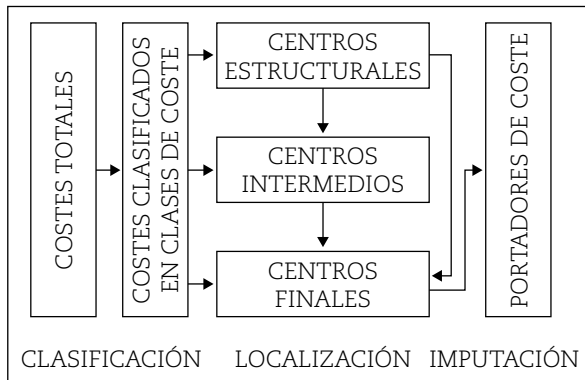 COSTES TOTALES
COSTES CLASIFICADOS
EN CLASES DE COSTE
CENTROS
ESTRUCTURALES
CENTROS
INTERMEDIOS
CENTROS
FINALES
PORTADORES DE COSTE
CLASIFICACIÓN
LOCALIZACIÓN
IMPUTACIÓN